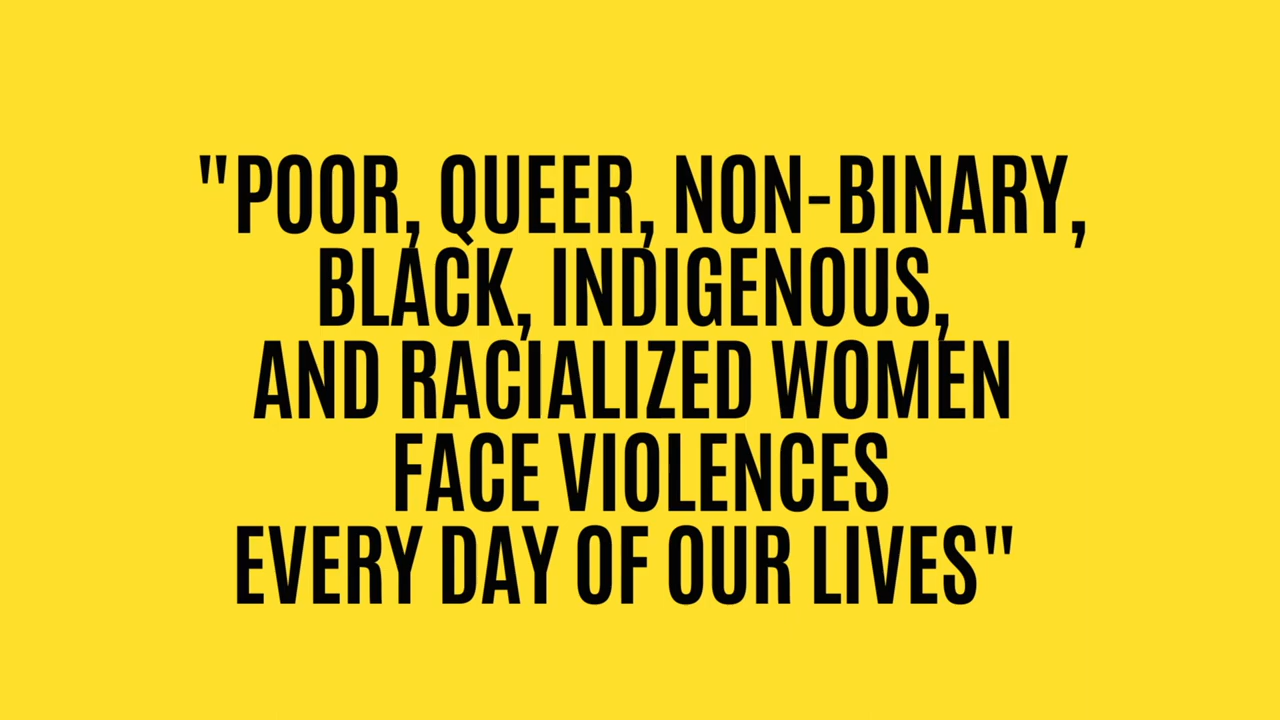 "POOR, QUEER, NON-BINARY,
BLACK, INDIGENOUS,
AND RACIALIZED WOMEN
FACE VIOLENCES
EVERY DAY OF OUR LIVES"